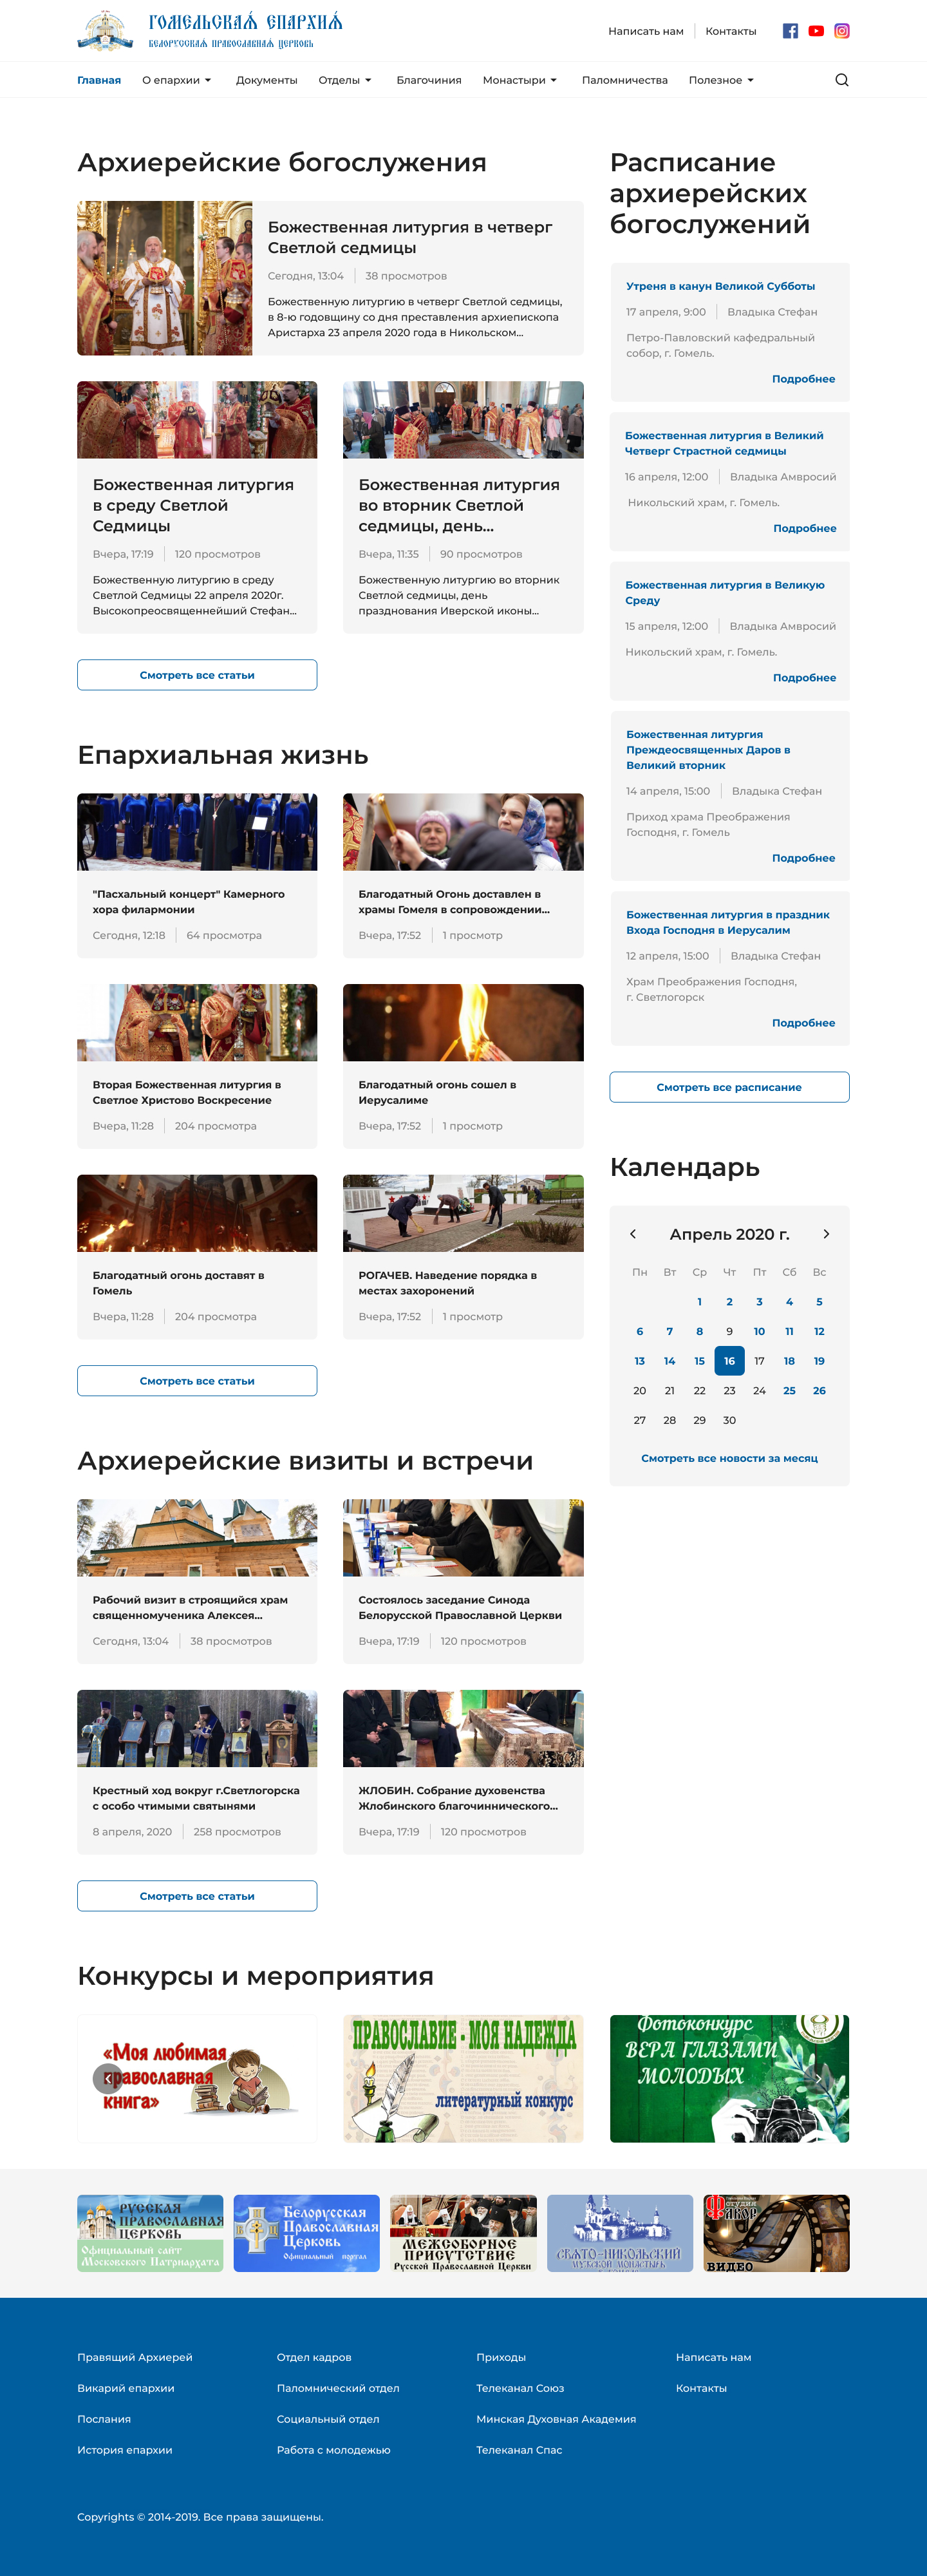 ГОМЕЛЬСКАЯ ЕПАРХИЯ
БЕЛОРУССКАЯ ПРАВОСЛАВНАЯ ЦЕРКОВЬ
Написать нам
Контакты
Главная
О епархии
Документы
Отделы
Благочиния
Монастыри
Паломничества
Полезное
Архиерейские богослужения
Божественная литургия в четверг
Светлой седмицы
Сегодня, 13:04
38 просмотров
Божественную литургию в четверг Светлой седмицы,
в 8-ю годовщину со дня преставления архиепископа
Аристарха 23 апреля 2020 года в Никольском...
Божественная литургия
в среду Светлой
Седмицы
Вчера, 17:19
120 просмотров
Божественную литургию в среду
Светлой Седмицы 22 апреля 2020г.
Высокопреосвященнейший Стефан...
Божественная литургия
во вторник Светлой
седмицы, день...
Вчера, 11:35
90 просмотров
Божественную литургию во вторник
Светлой седмицы, день
празднования Иверской иконы...
Смотреть все статьи
Епархиальная жизнь
"Пасхальный концерт" Камерного
хора филармонии
Сегодня, 12:18
64 просмотра
Благодатный Огонь доставлен в
храмы Гомеля в сопровождении...
Вчера, 17:52
1 просмотр
Вторая Божественная литургия в
Светлое Христово Воскресение
Вчера, 11:28
204 просмотра
Благодатный огонь сошел в
Иерусалиме
Вчера, 17:52
1 просмотр
Благодатный огонь доставят в
Гомель
Вчера, 11:28
204 просмотра
РОГАЧЕВ. Наведение порядка в
местах захоронений
Вчера, 17:52
1 просмотр
Смотреть все статьи
Архиерейские визиты и встречи
Рабочий визит в строящийся храм
священномученика Алексея...
Сегодня, 13:04
38 просмотров
Состоялось заседание Синода
Белорусской Православной Церкви
Вчера, 17:19
120 просмотров
Крестный ход вокруг г.Светлогорска
с особо чтимыми святынями
8 апреля, 2020
258 просмотров
ЖЛОБИН. Собрание духовенства
Жлобинского благочиннического...
Вчера, 17:19
120 просмотров
Смотреть все статьи
Расписание
архиерейских
богослужений
Утреня в канун Великой Субботы
17 апреля, 9:00
Владыка Стефан
Петро-Павловский кафедральный
собор, г. Гомель.
Подробнее
Божественная литургия в Великий
Четверг Страстной седмицы
16 апреля, 12:00
Владыка Амвросий
Никольский храм, г. Гомель.
Подробнее
Божественная литургия в Великую
Среду
15 апреля, 12:00
Владыка Амвросий
Никольский храм, г. Гомель.
Подробнее
Божественная литургия
Преждеосвященных Даров в
Великий вторник
14 апреля, 15:00
Владыка Стефан
Приход храма Преображения
Господня, г. Гомель
Подробнее
Божественная литургия в праздник
Входа Господня в Иерусалим
12 апреля, 15:00
Владыка Стефан
Храм Преображения Господня,
г. Светлогорск
Подробнее
Смотреть все расписание
Календарь
Апрель 2020 г.
Пн Вт Ср Чт Пт Сб Вс
1 2 3 4 5
6 7 8 9 10 11 12
13 14 15 16 17 18 19
20 21 22 23 24 25 26
27 28 29 30
Смотреть все новости за месяц
Конкурсы и мероприятия
«Моя любимая
православная
книга»
ПРАВОСЛАВИЕ - МОЯ НАДЕЖДА
литературный конкурс
Фотоконкурс
ВЕРА ГЛАЗАМИ
МОЛОДЫХ
РУССКАЯ
ПРАВОСЛАВНАЯ
ЦЕРКОВЬ
Официальный сайт
Московского Патриархата
Белорусская
Православная
Церковь
Официальный портал
МЕЖСОБОРНОЕ
ПРИСУТСТВИЕ
Русской Православной Церкви
СВЯТО-НИКОЛЬСКИЙ
МУЖСКОЙ МОНАСТЫРЬ
СТУДИЯ
ФАВОР
ВИДЕО
Правящий Архиерей
Викарий епархии
Послания
История епархии
Отдел кадров
Паломнический отдел
Социальный отдел
Работа с молодежью
Приходы
Телеканал Союз
Минская Духовная Академия
Телеканал Спас
Написать нам
Контакты
Copyrights © 2014-2019. Все права защищены.